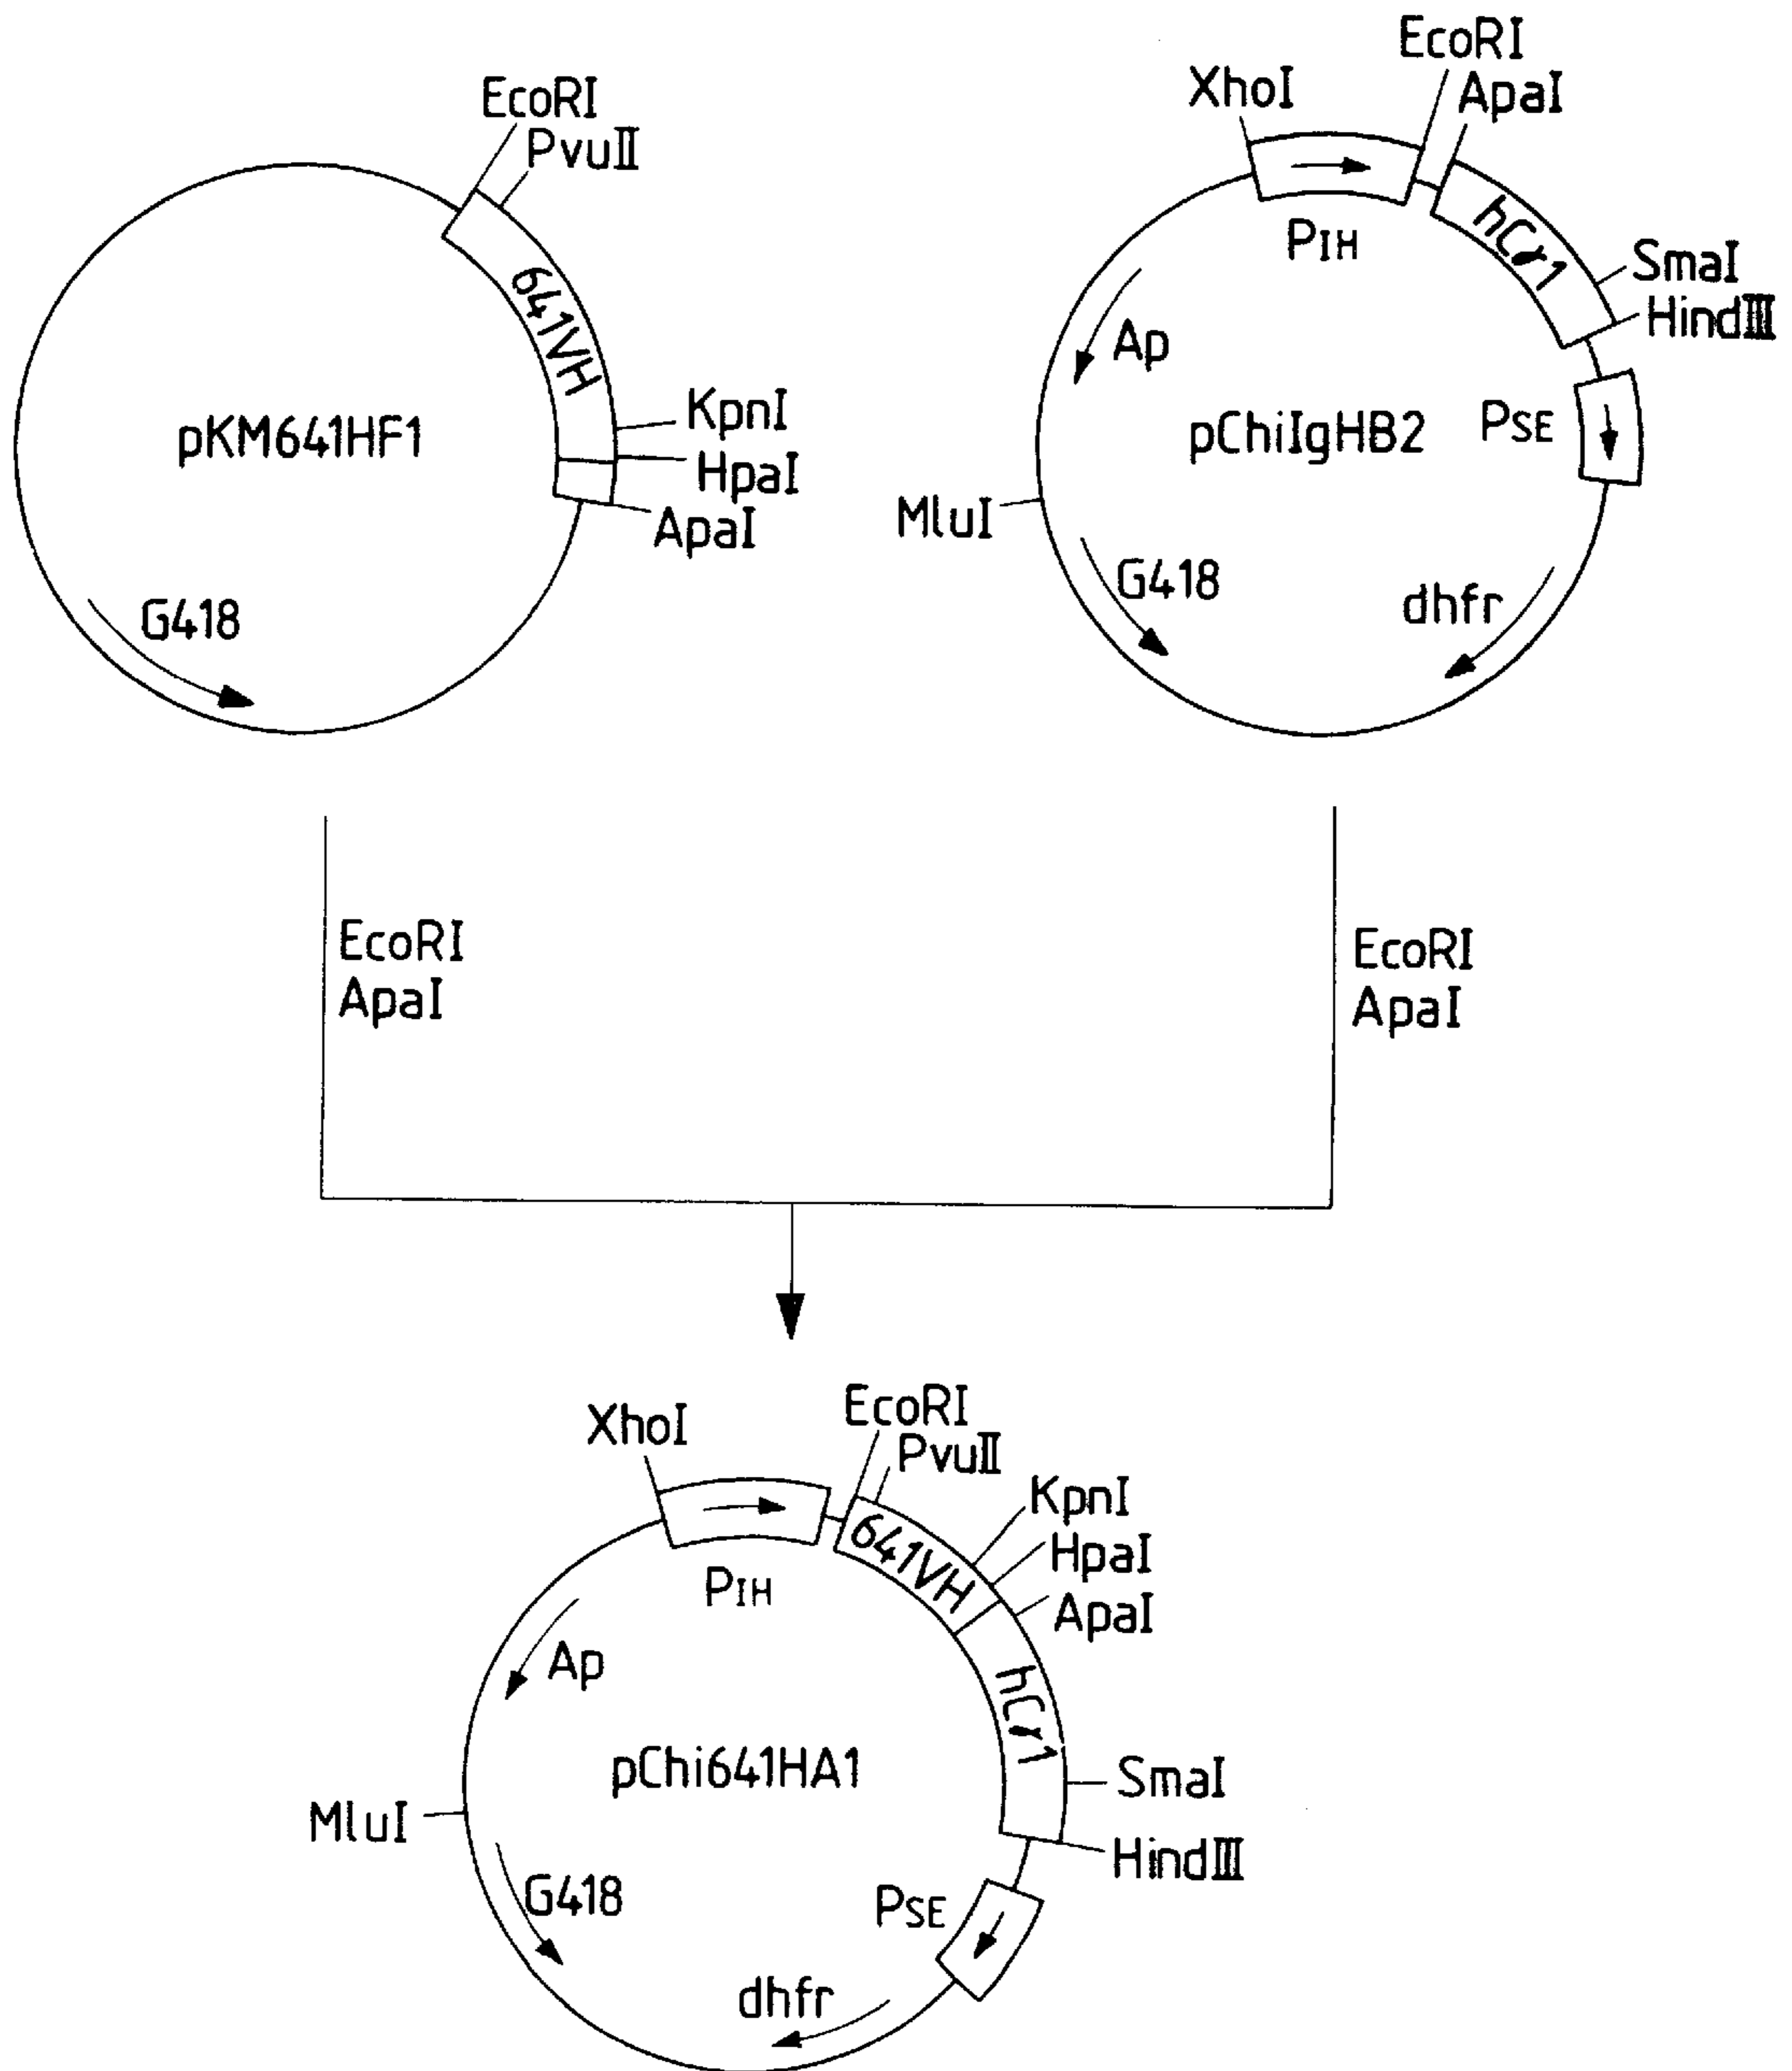 EcoRI
PvuII
641VH
KpnI
HpaI
ApaI
pKM641HF1
G418
EcoRI
ApaI
XhoI
PIH
hCγ1
SmaI
HindIII
Ap
pChiIgHB2
PSE
MluI
G418
dhfr
EcoRI
ApaI
EcoRI
ApaI
EcoRI
PvuII
XhoI
KpnI
HpaI
ApaI
641VH
PIH
Ap
hCγ1
pChi641HA1
SmaI
MluI
HindIII
G418
PSE
dhfr